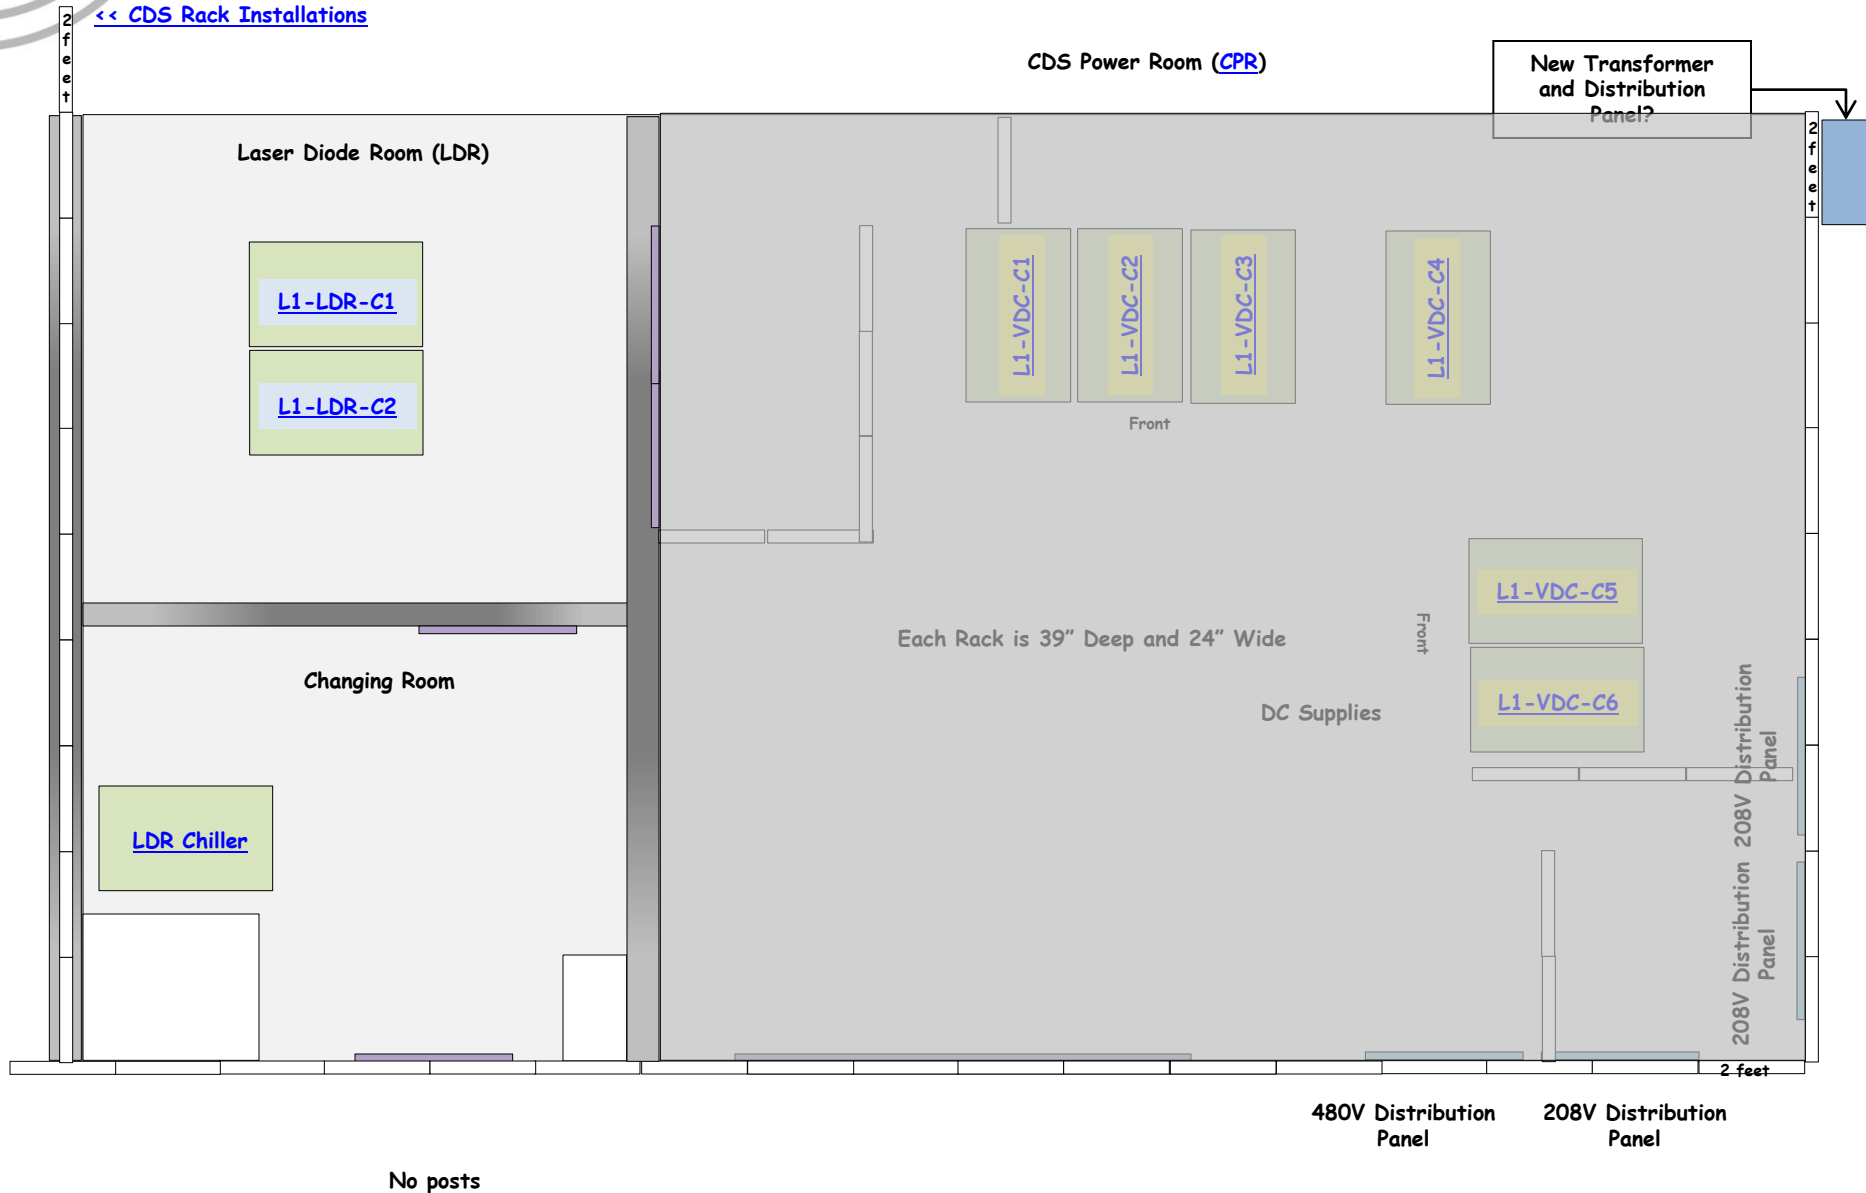 << CDS Rack Installations
2 feet
CDS Power Room (CPR)
New Transformer
and Distribution
Panel?
2 feet
Laser Diode Room (LDR)
L1-LDR-C1
L1-LDR-C2
L1-VDC-C1
L1-VDC-C2
L1-VDC-C3
L1-VDC-C4
Front
L1-VDC-C5
Front
Each Rack is 39” Deep and 24” Wide
L1-VDC-C6
DC Supplies
Changing Room
208V Distribution
Panel
LDR Chiller
208V Distribution
Panel
2 feet
480V Distribution
Panel
208V Distribution
Panel
No posts